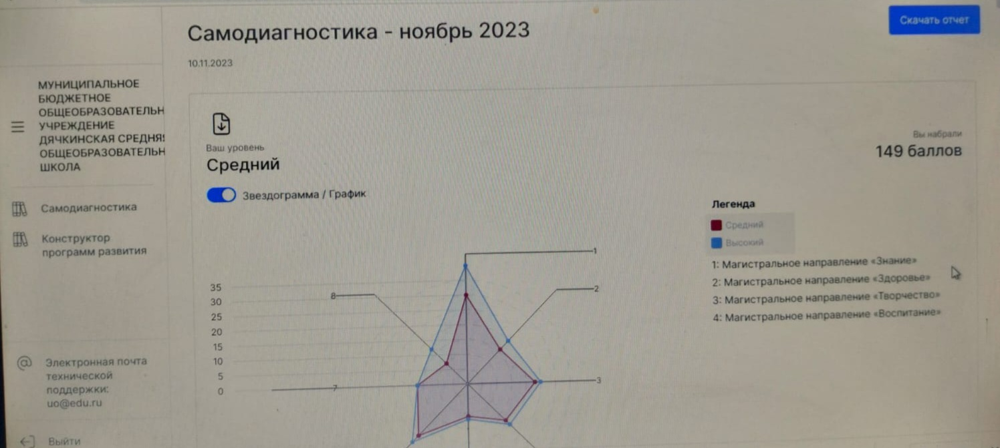 Самодиагностика - ноябрь 2023
Скачать отчет
10.11.2023
МУНИЦИПАЛЬНОЕ
БЮДЖЕТНОЕ
ОБЩЕОБРАЗОВАТЕЛЬН
УЧРЕЖДЕНИЕ
ДЯЧКИНСКАЯ СРЕДНЯЯ
ОБЩЕОБРАЗОВАТЕЛЬН
ШКОЛА
Самодиагностика
Конструктор
программ развития
Электронная почта
технической
поддержки:
uo@edu.ru
Выйти
Ваш уровень
Средний
Звездограмма / График
Вы набрали
149 баллов
Легенда
Средний
Высокий
1: Магистральное направление «Знание»
2: Магистральное направление «Здоровье»
3: Магистральное направление «Творчество»
4: Магистральное направление «Воспитание»
1
2
3
8
7
35
30
25
20
15
10
5
0